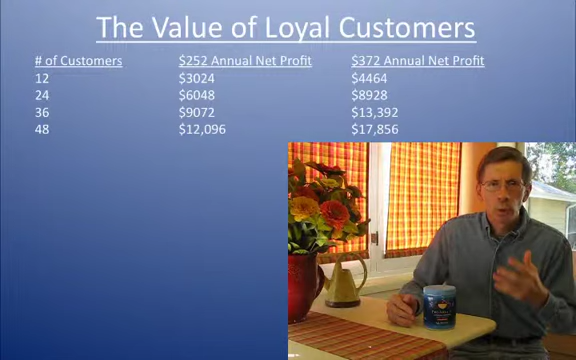 The Value of Loyal Customers
# of Customers $252 Annual Net Profit $372 Annual Net Profit
12 $3024 $4464
24 $6048 $8928
36 $9072 $13,392
48 $12,096 $17,856